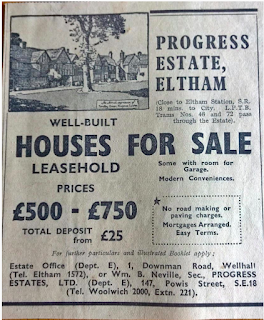 PROGRESS
ESTATE,
ELTHAM
(Close to Eltham Station, S.R.
18 mins. to City. L.P.T.B.
Trams Nos. 46 and 72 pass
through the Estate).
WELL-BUILT
HOUSES FOR SALE
LEASEHOLD
Some with room for
Garage.
Modern Conveniences.
PRICES
£500 - £750
TOTAL DEPOSIT
from £25
No road making or
paving charges.
Mortgages Arranged.
Easy Terms.
For further particulars and Illustrated Booklet apply:
Estate Office (Dept. E), 1, Downman Road, Wellhall
(Tel. Eltham 1572), or Wm. B. Neville, Sec., PROGRESS
ESTATES, LTD. (Dept. E), 147, Powis Street, S.E.18
(Tel. Woolwich 2000, Extn. 221).